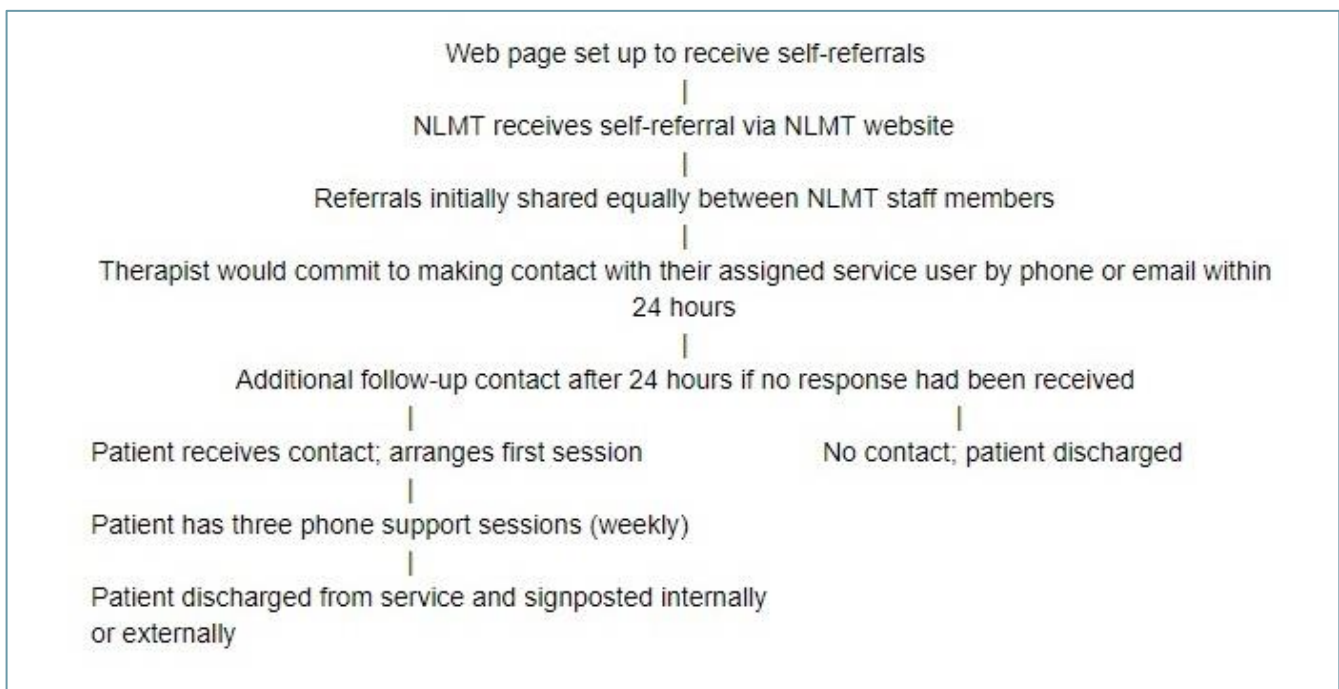 Web page set up to receive self-referrals
NLMT receives self-referral via NLMT website
Referrals initially shared equally between NLMT staff members
Therapist would commit to making contact with their assigned service user by phone or email within
24 hours
Additional follow-up contact after 24 hours if no response had been received
Patient receives contact; arranges first session
No contact; patient discharged
Patient has three phone support sessions (weekly)
Patient discharged from service and signposted internally
or externally